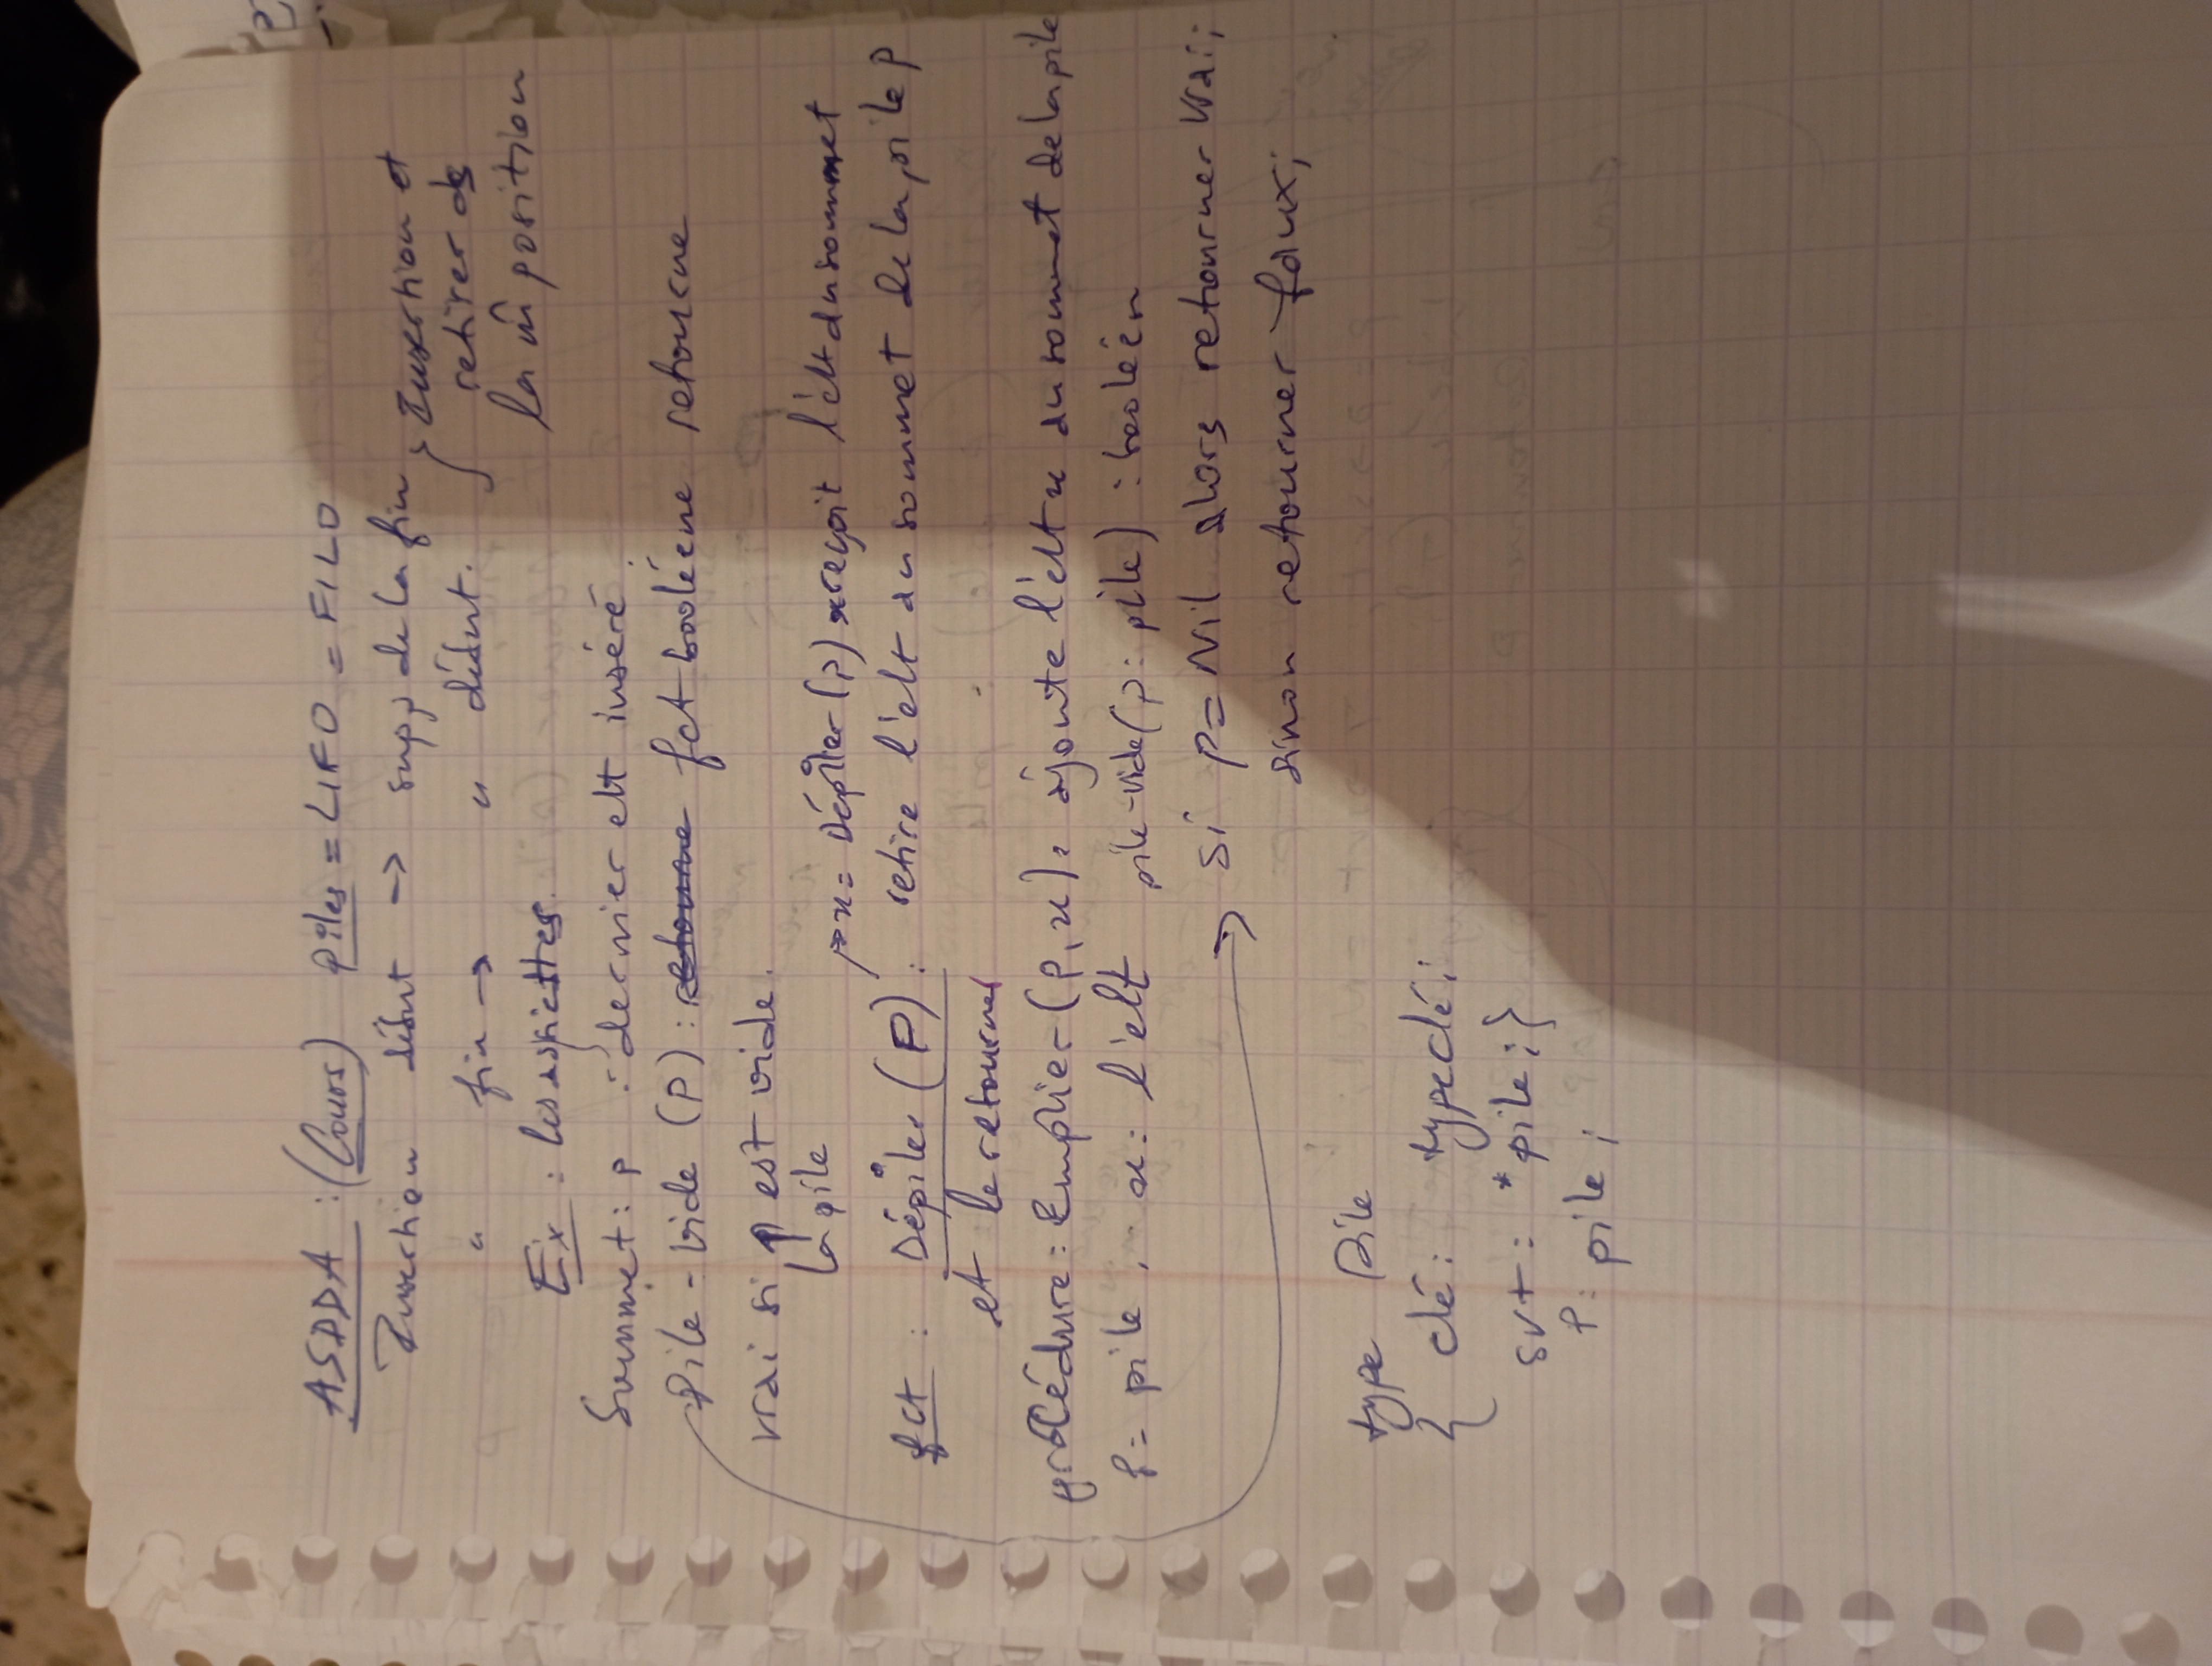 ASDDA : (Cours) piles = LIFO = FILO
Insertion début → supp de la fin } Insertion et
" fin → " début. retirer de
Ex : les assiettes. la m̂ position
Sommet : p : dernier elt inséré
Pile-vide (P) : retourne fct booléene retourne
vrai si P est vide.
x = Dépiler (P) x reçoit l'elt du sommet
la pile
fct : Dépiler (P) : retire l'elt au sommet de la pile P
et le retourner
procédure : Empiler (P, x) : ajoute l'elt x au sommet de la pile
P = pile, x : l'elt pile-vide (p : pile) : booléen
→ Si P = Nil alors retourner vrai ;
sinon retourner faux ;
type Pile
{ clé : typeclé ;
svt : *pile ; }
P : pile ;